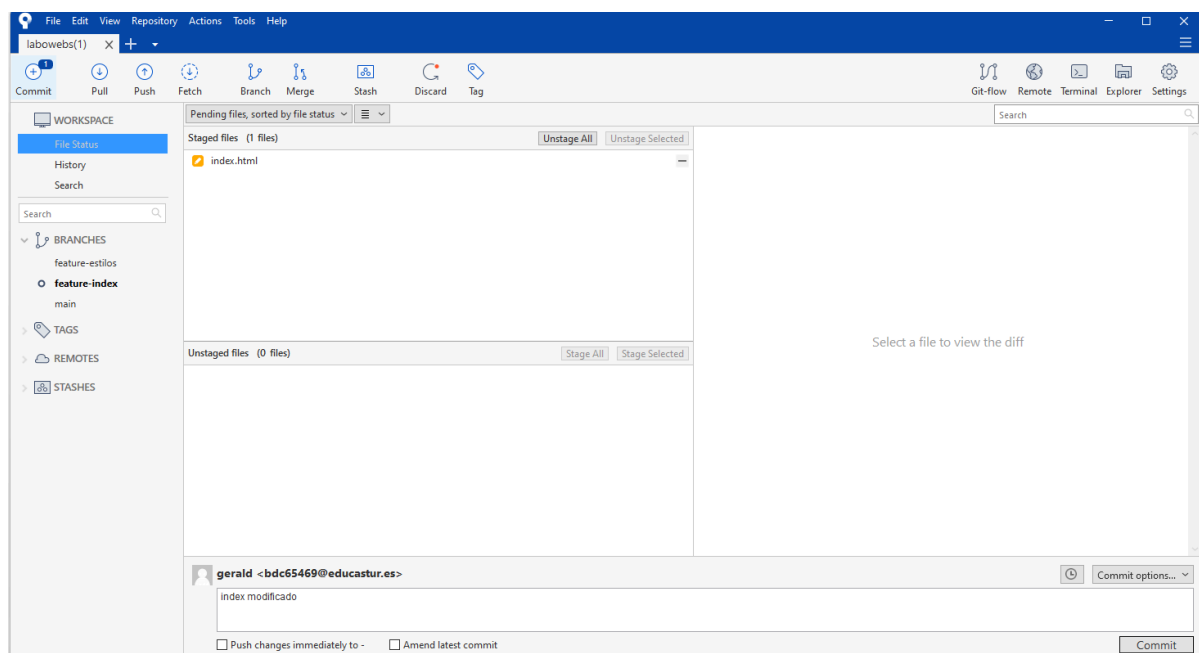 File Edit View Repository Actions Tools Help
labowebs(1)
1
Commit Pull Push Fetch Branch Merge Stash Discard Tag Git-flow Remote Terminal Explorer Settings
WORKSPACE
File Status
History
Search
Search
BRANCHES
feature-estilos
feature-index
main
TAGS
REMOTES
STASHES
Pending files, sorted by file status
Search
Staged files (1 files) Unstage All Unstage Selected
index.html
Unstaged files (0 files) Stage All Stage Selected
Select a file to view the diff
gerald <bdc65469@educastur.es> Commit options...
index modificado
Push changes immediately to - Amend latest commit Commit